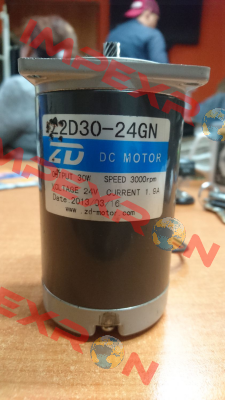 Z2D30-24GN
ZD DC MOTOR
OUTPUT 30W SPEED 3000rpm
VOLTAGE 24V CURRENT 1.9A
Date 2013/03/16
www.zd-motor.com
IMPEXRON